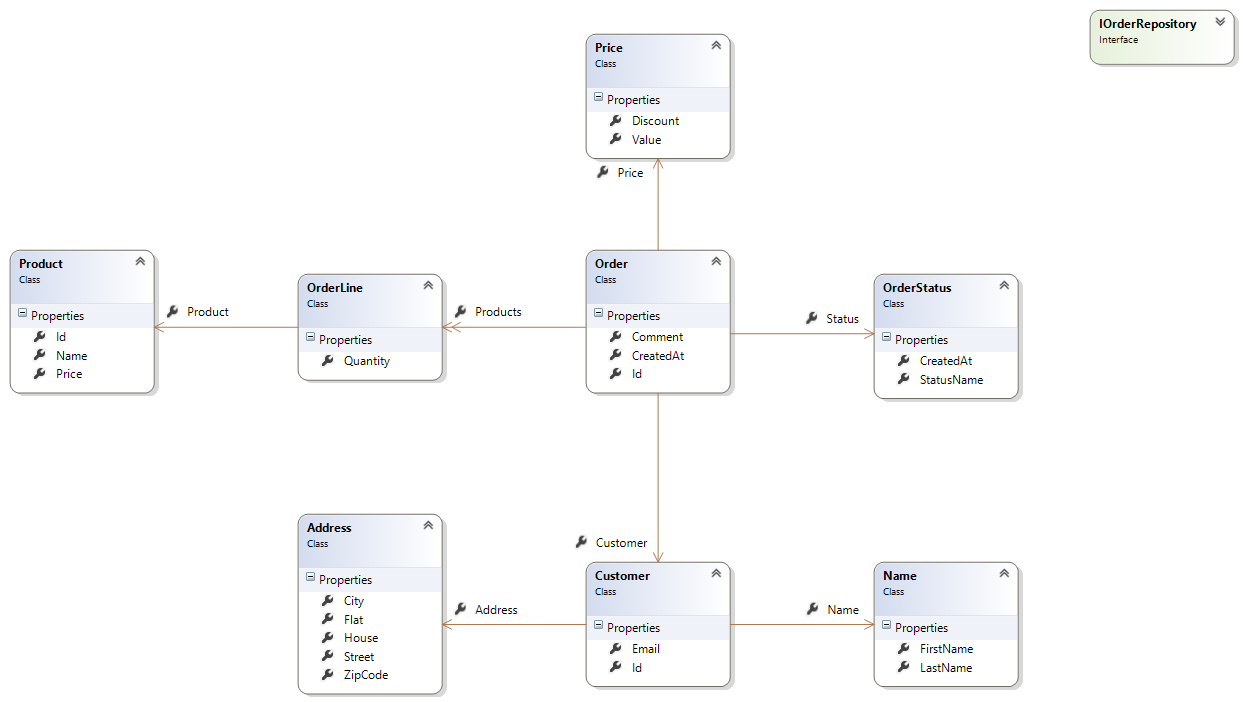 IOrderRepository
Interface
Price
Class
Properties
Discount
Value
Price
Product
Class
Properties
Id
Name
Price
Product
OrderLine
Class
Properties
Quantity
Products
Order
Class
Properties
Comment
CreatedAt
Id
Status
OrderStatus
Class
Properties
CreatedAt
StatusName
Customer
Address
Class
Properties
City
Flat
House
Street
ZipCode
Address
Customer
Class
Properties
Email
Id
Name
Name
Class
Properties
FirstName
LastName